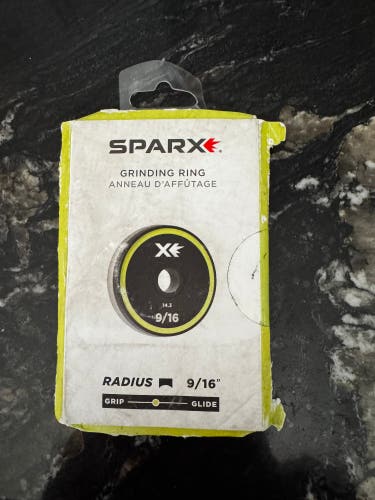 SPARX
GRINDING RING
ANNEAU D'AFFÛTAGE
X
14.3
9/16
RADIUS 9/16"
GRIP GLIDE